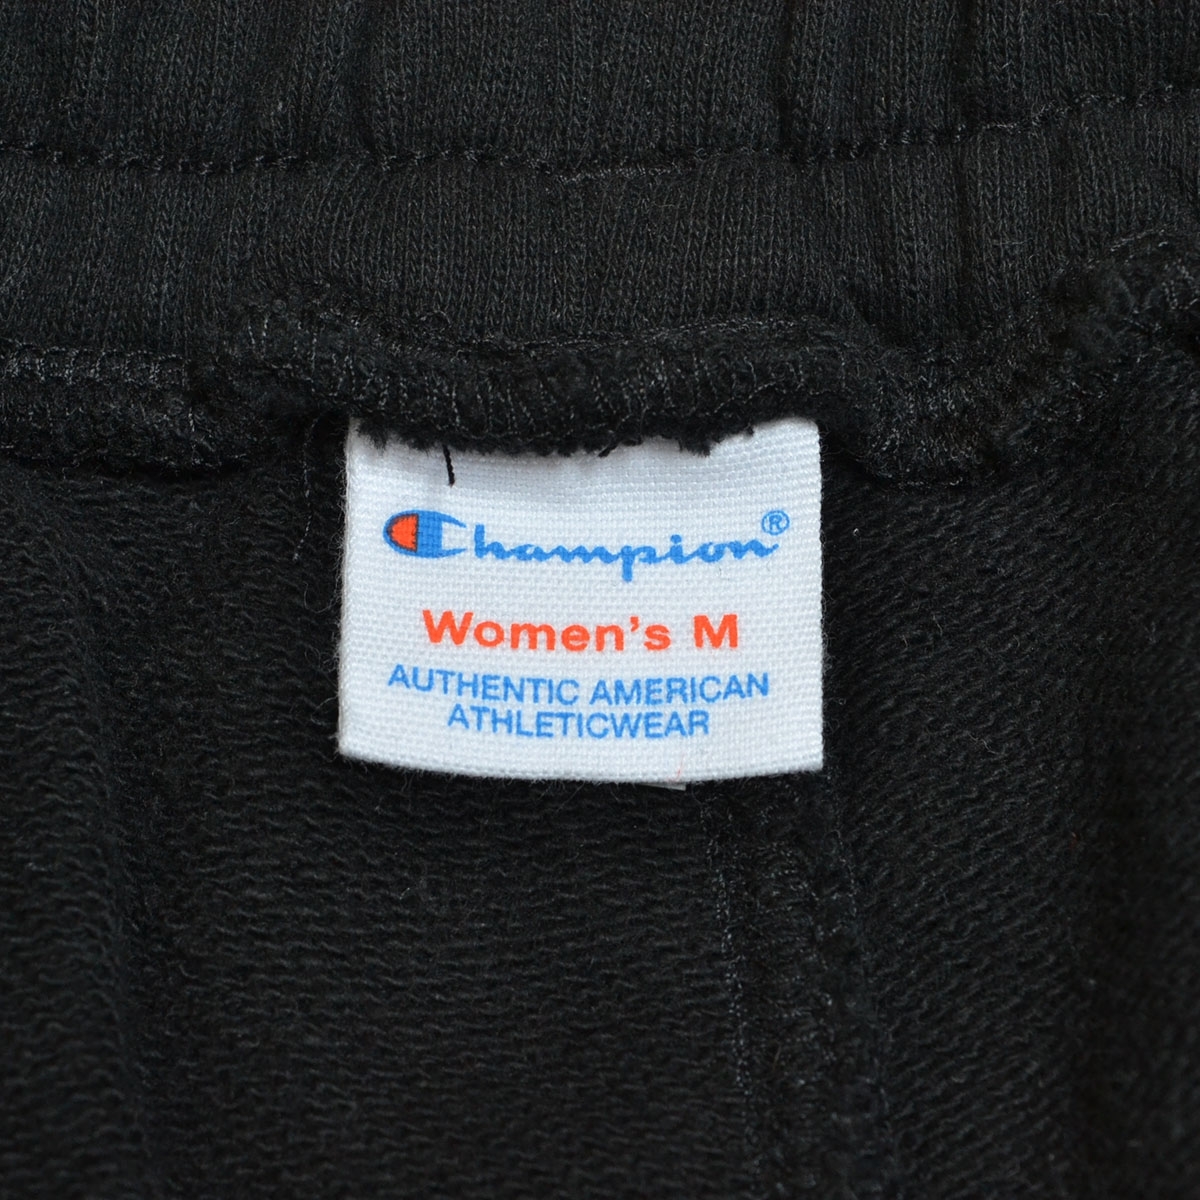 Champion®
Women's M
AUTHENTIC AMERICAN
ATHLETICWEAR